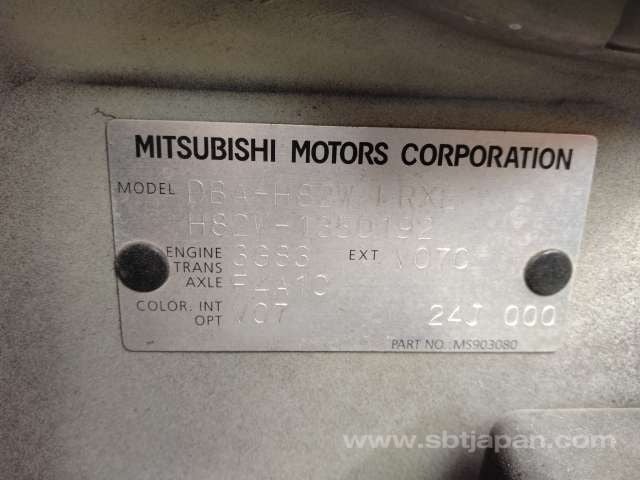 MITSUBISHI MOTORS CORPORATION
MODEL DBA-H82W LRXE
H82W-1350192
ENGINE 3G83 EXT V07C
TRANS AXLE F4A1C
COLOR. INT V07
OPT 24J 000
PART NO. MS903080
www.sbtjapan.com